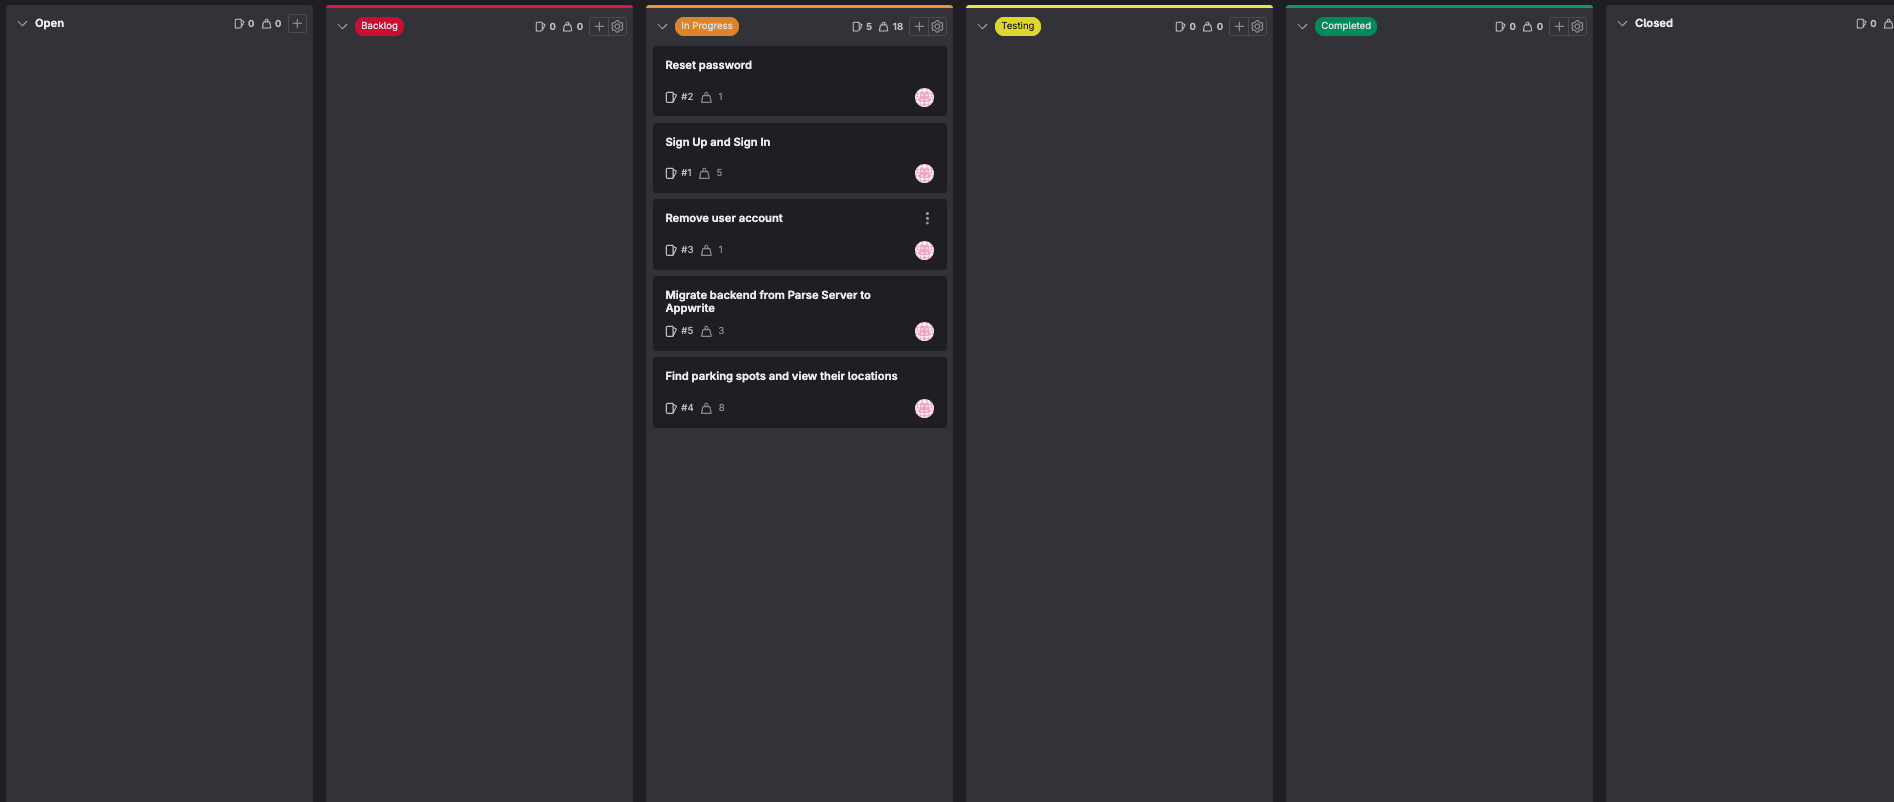 Open 0 0
Backlog 0 0
In Progress 5 18
Reset password
#2 1
Sign Up and Sign In
#1 5
Remove user account
#3 1
Migrate backend from Parse Server to
Appwrite
#5 3
Find parking spots and view their locations
#4 8
Testing 0 0
Completed 0 0
Closed 0